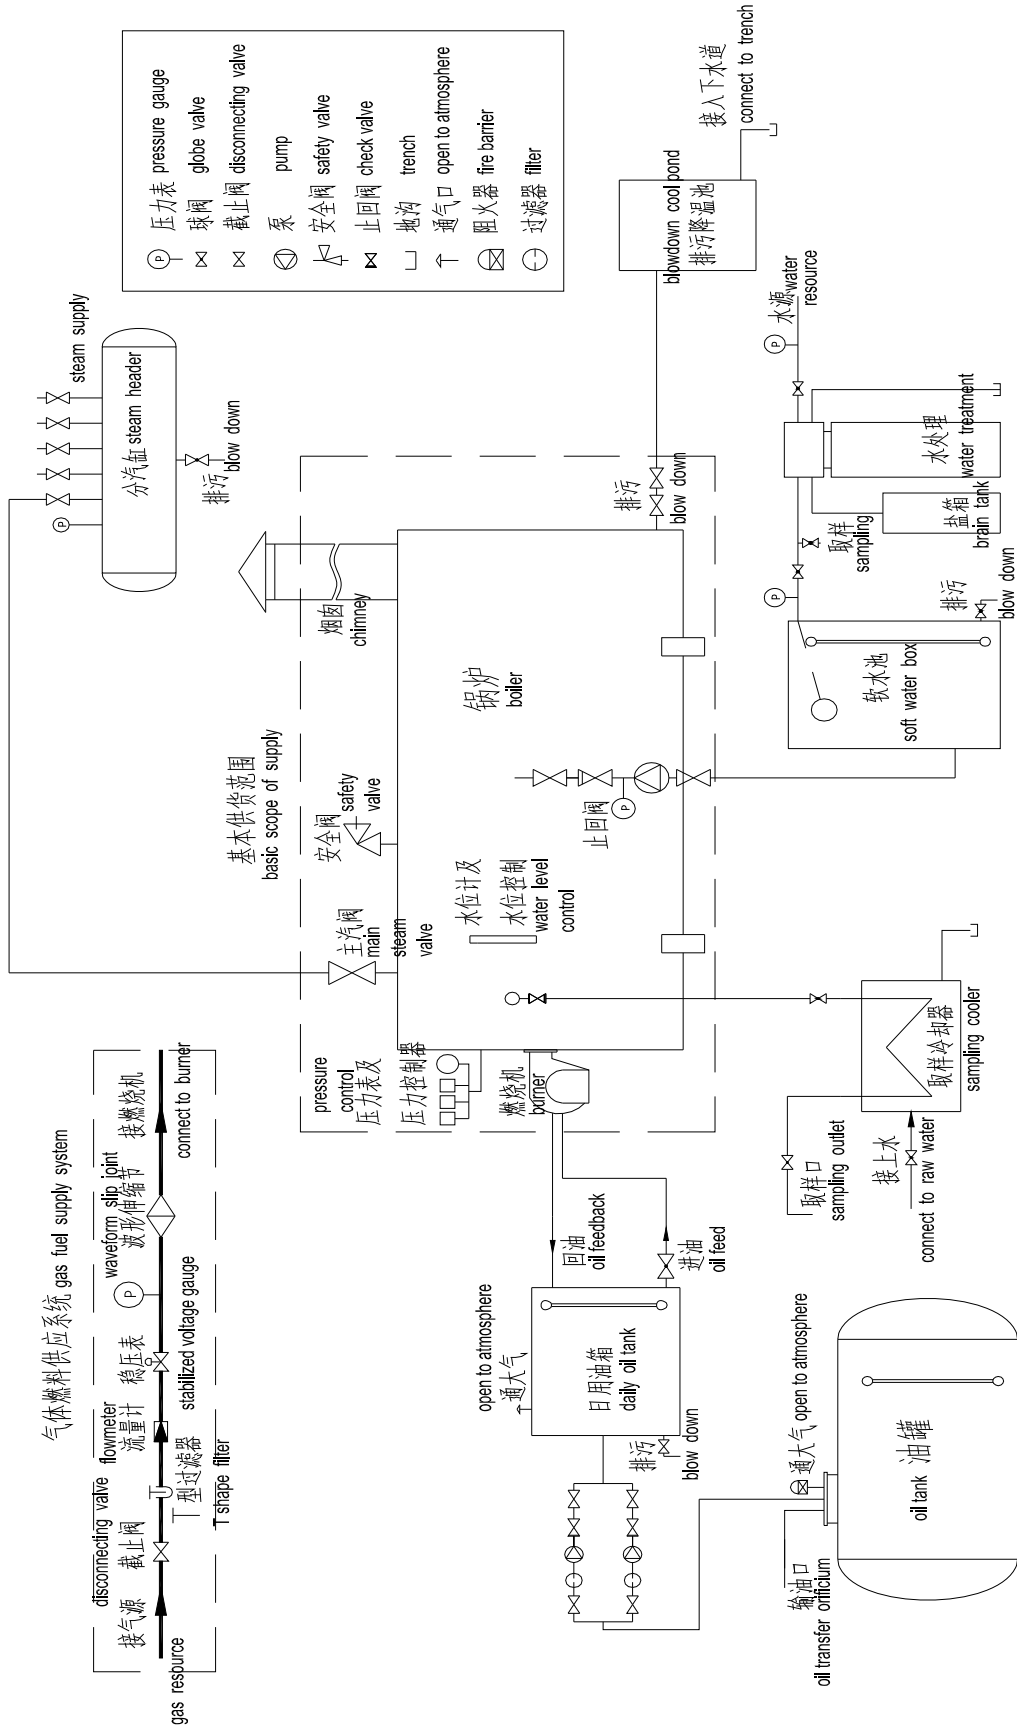 气体燃料供应系统 gas fuel supply system
接气源
gas resource
disconnecting valve
截止阀
T型过滤器
T shape filter
flowmeter
流量计
稳压表
stabilized voltage gauge
P
waveform slip joint
波形伸缩节
接燃烧机
connect to burner
steam supply
P
分汽缸 steam header
排污
blow down
P
压力表 pressure gauge
球阀 globe valve
截止阀 disconnecting valve
泵 pump
安全阀 safety valve
止回阀 check valve
地沟 trench
通气口 open to atmosphere
阻火器 fire barrier
过滤器 filter
基本供货范围
basic scope of supply
pressure
control
压力表及
压力控制器
主汽阀
main
steam
valve
安全阀
safety
valve
烟囱
chimney
燃烧机
burner
水位计及
水位控制
water level
control
锅炉
boiler
止回阀
P
排污
blow down
blowdown cool pond
排污降温池
接入下水道
connect to trench
回油
oil feedback
进油
oil feed
open to atmosphere
通大气
日用油箱
daily oil tank
排污
blow down
输油口
oil transfer orificium
通大气 open to atmosphere
oil tank 油罐
取样口
sampling outlet
接上水
connect to raw water
取样冷却器
sampling cooler
P
软水池
soft water box
排污
blow down
取样
sampling
盐箱
brain tank
水处理
water treatment
P
水源 water
resource